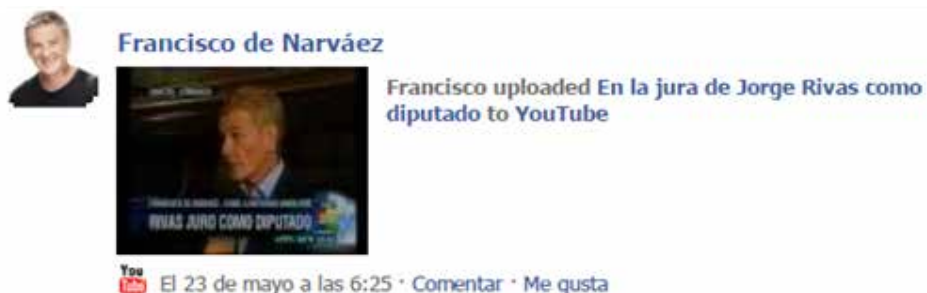 Francisco de Narváez
Francisco uploaded En la jura de Jorge Rivas como
diputado to YouTube
RIVAS JURO COMO DIPUTADO
You
Tube
El 23 de mayo a las 6:25 · Comentar · Me gusta